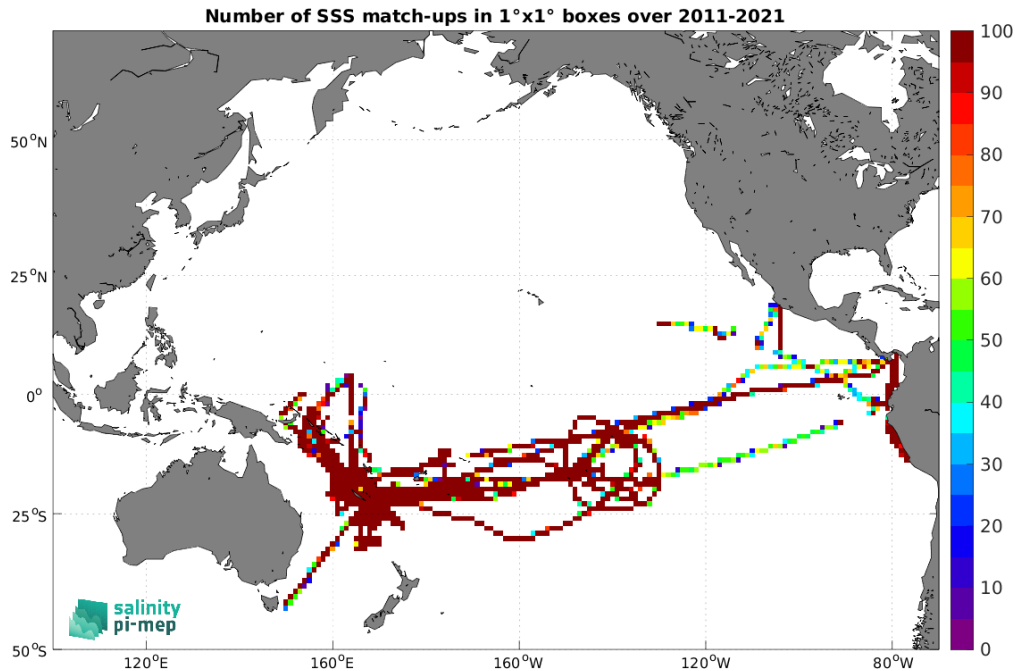 Number of SSS match-ups in 1°x1° boxes over 2011-2021
100
90
80
70
60
50
40
30
20
10
0
50°N
25°N
0°
25°S
50°S
120°E
160°E
160°W
120°W
80°W
salinity
pi-mep